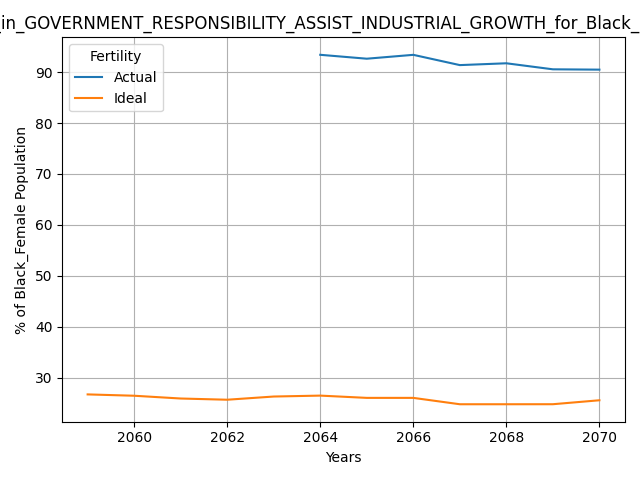 _in_GOVERNMENT_RESPONSIBILITY_ASSIST_INDUSTRIAL_GROWTH_for_Black_
Fertility
Actual
Ideal
% of Black_Female Population
90
80
70
60
50
40
30
2060 2062 2064 2066 2068 2070
Years